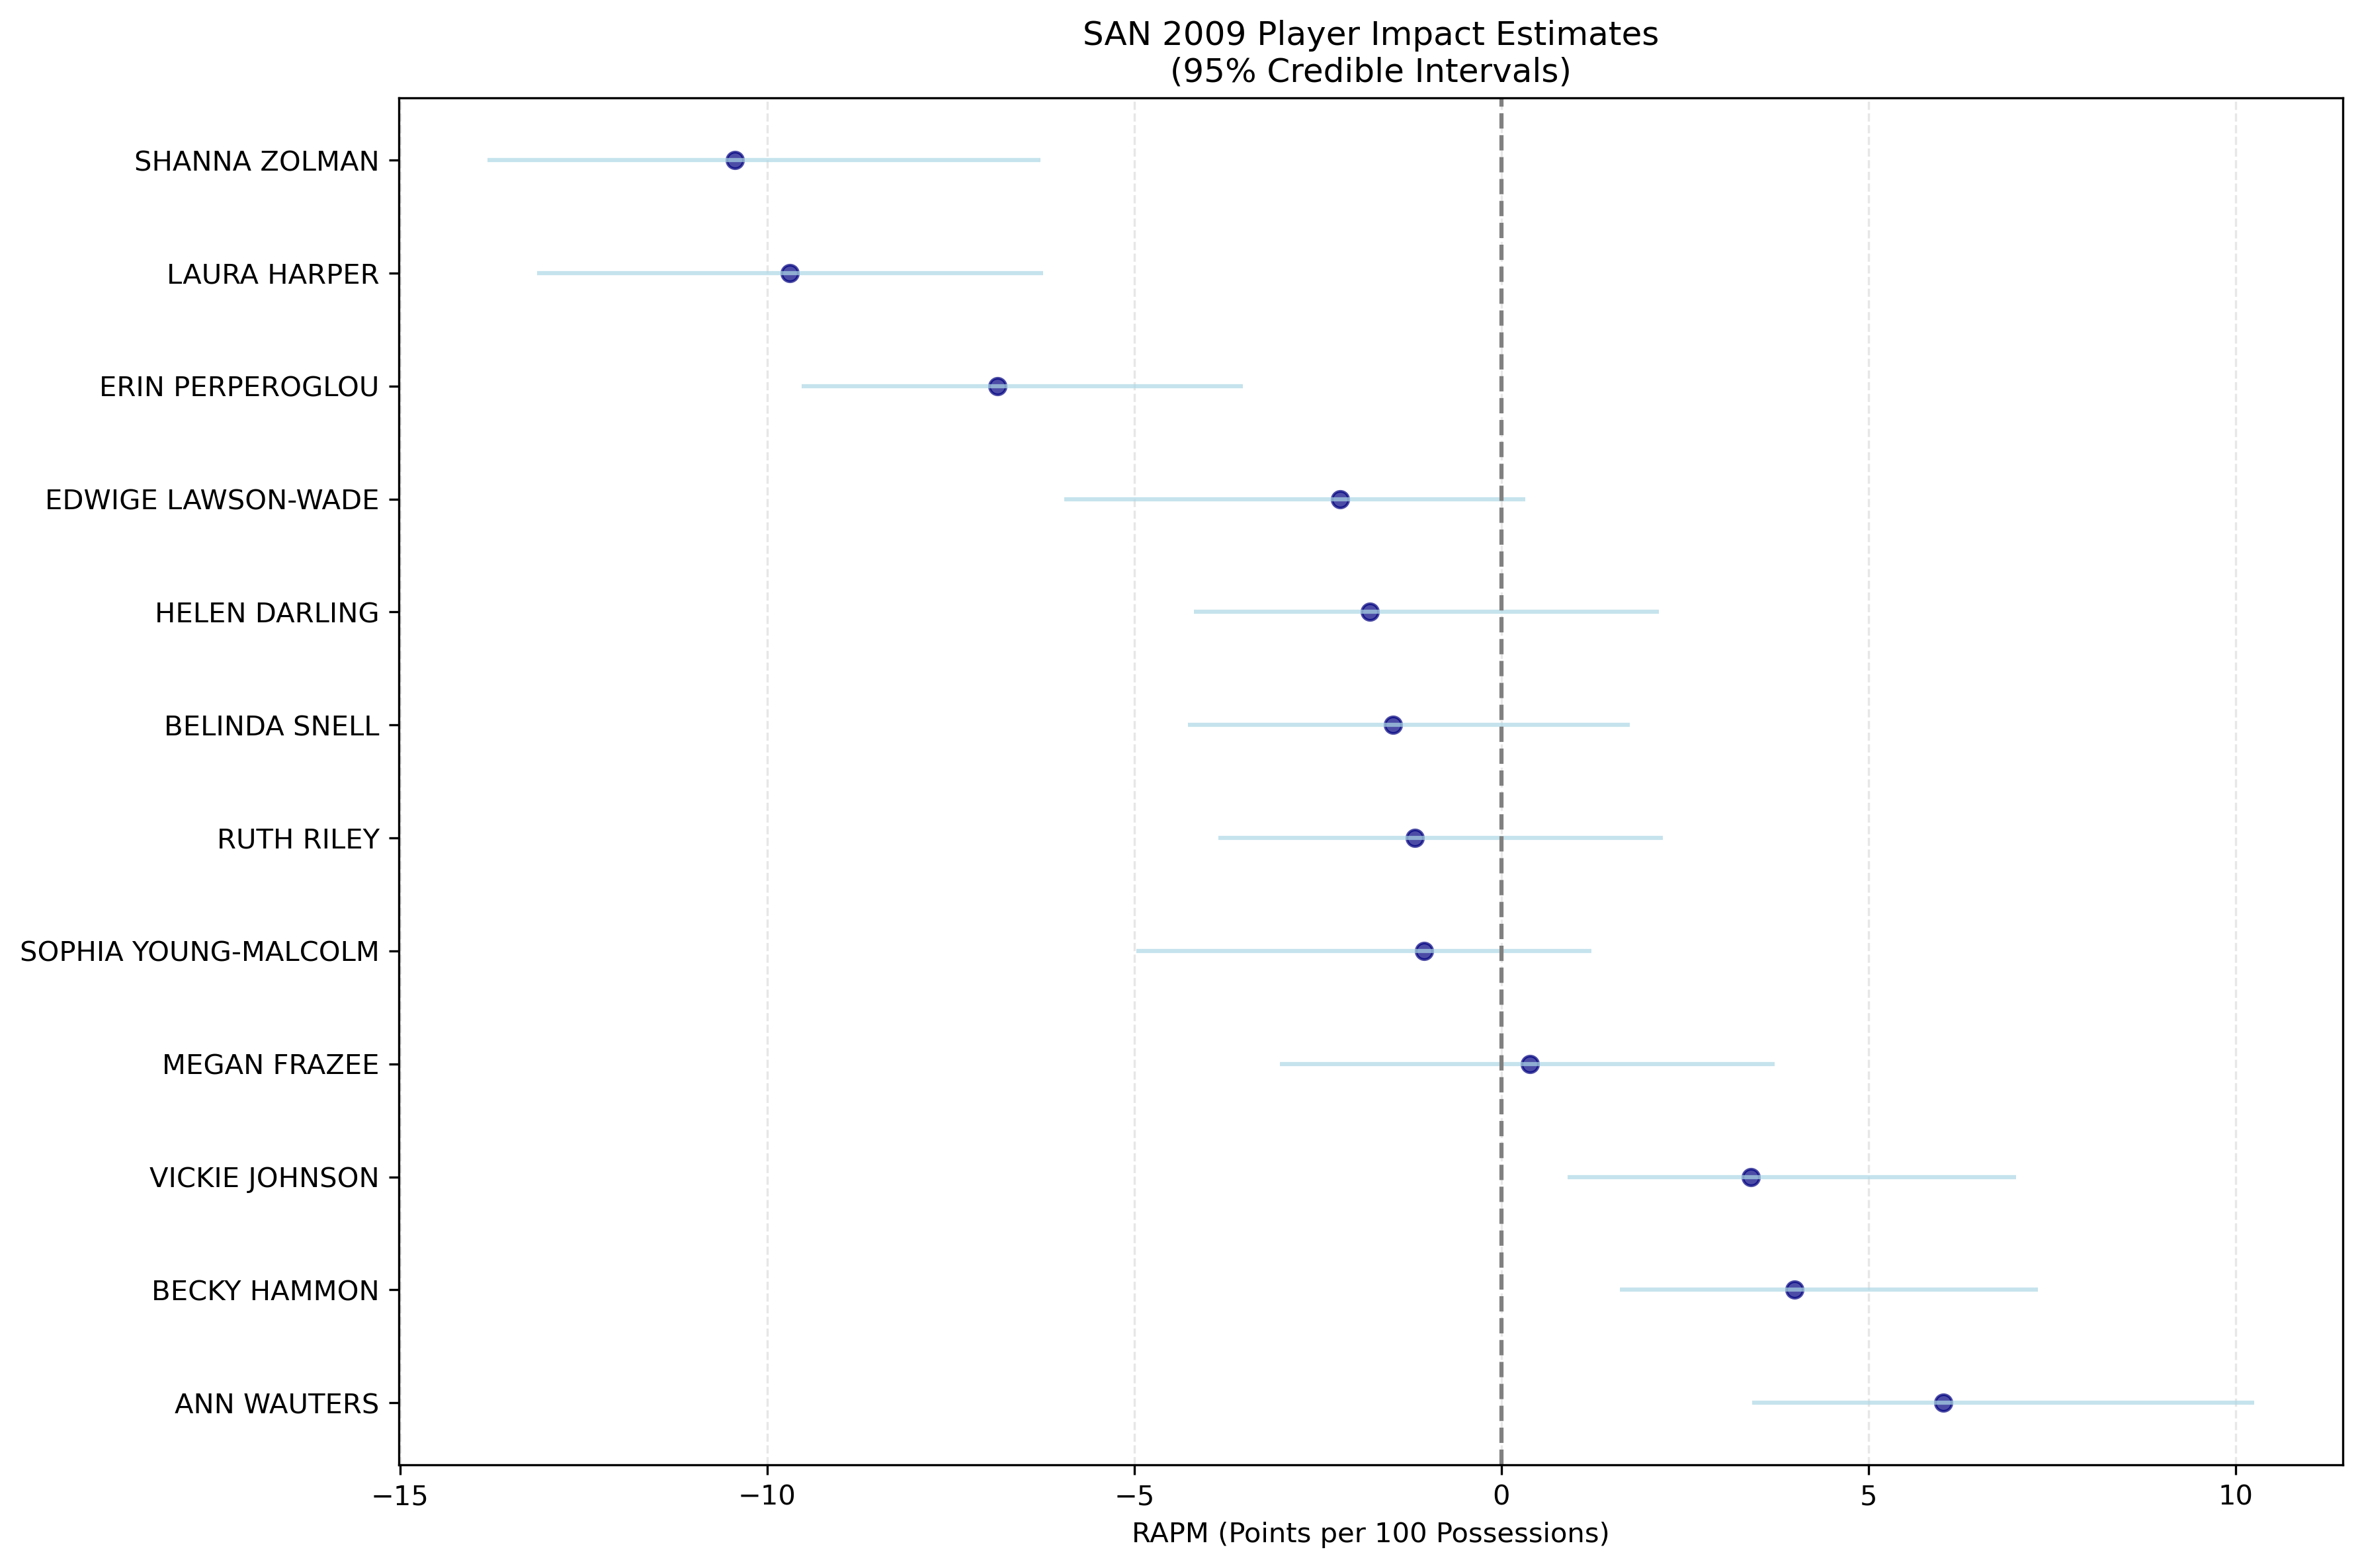 SAN 2009 Player Impact Estimates
(95% Credible Intervals)
SHANNA ZOLMAN
LAURA HARPER
ERIN PERPEROGLOU
EDWIGE LAWSON-WADE
HELEN DARLING
BELINDA SNELL
RUTH RILEY
SOPHIA YOUNG-MALCOLM
MEGAN FRAZEE
VICKIE JOHNSON
BECKY HAMMON
ANN WAUTERS
−15 −10 −5 0 5 10
RAPM (Points per 100 Possessions)